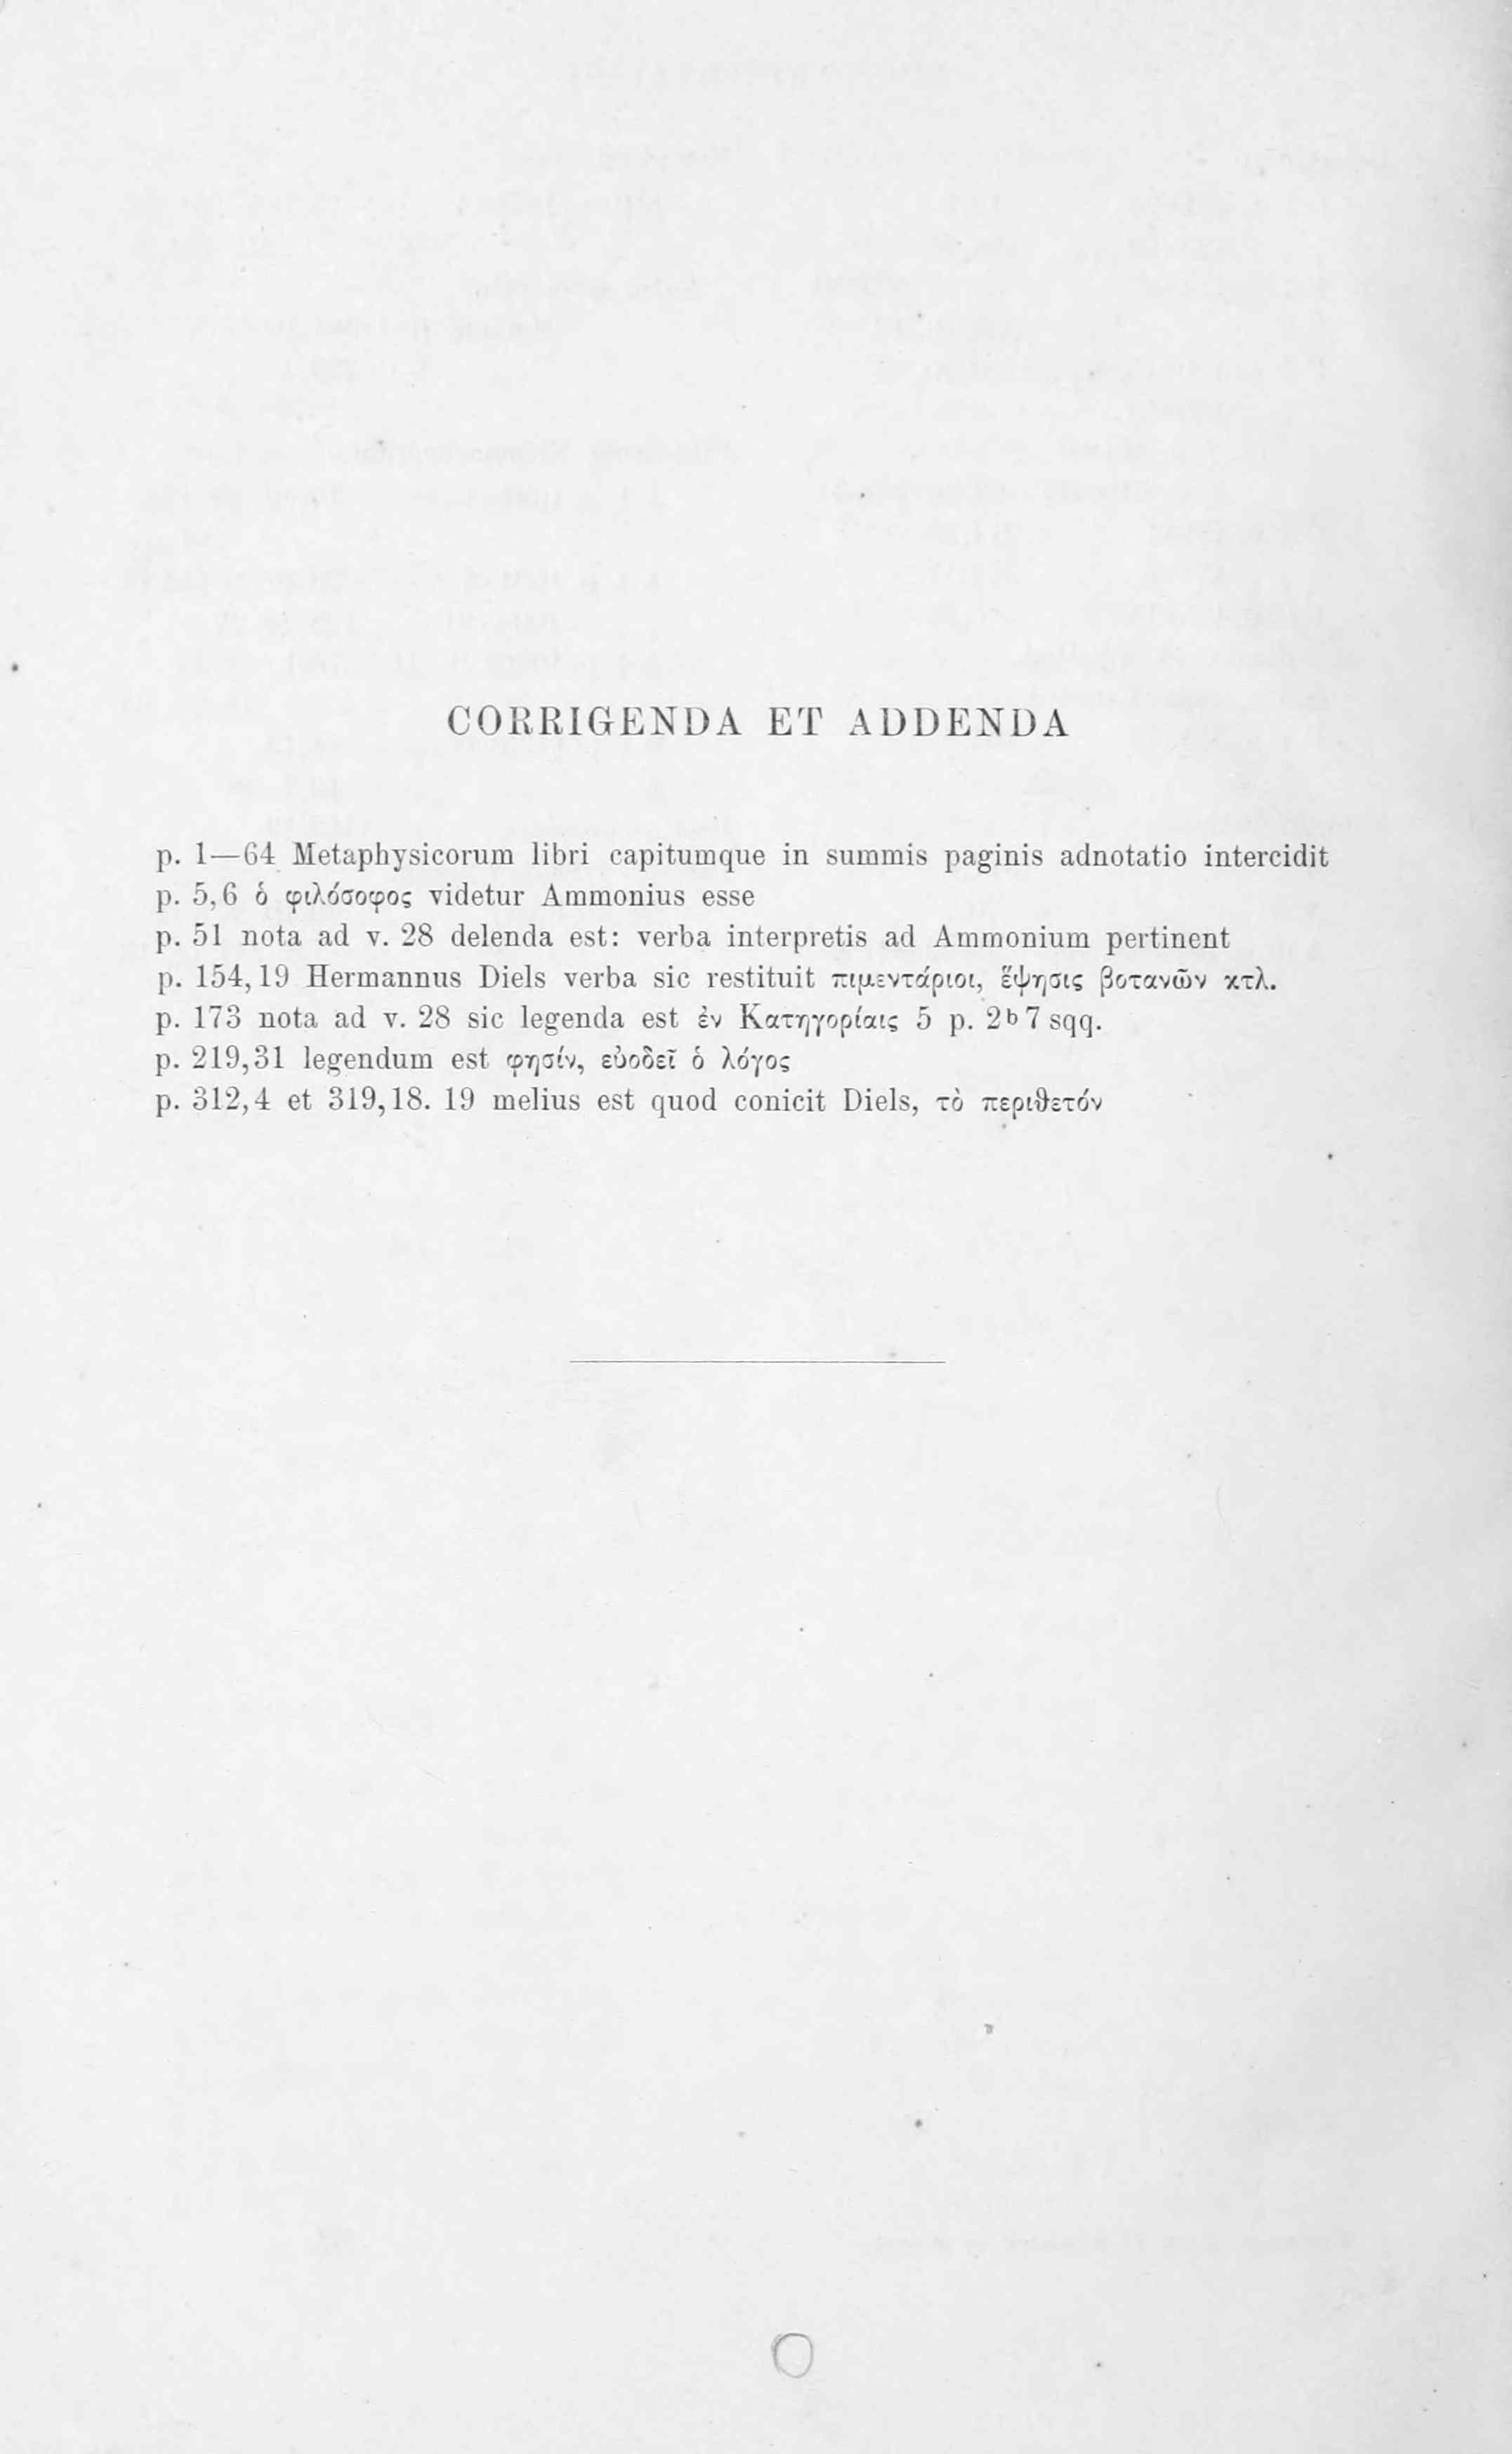 CORRIGENDA ET ADDENDA
p. 1—64 Metaphysicorum libri capitumque in summis paginis adnotatio intercidit
p. 5,6 ὁ φιλόσοφος videtur Ammonius esse
p. 51 nota ad v. 28 delenda est: verba interpretis ad Ammonium pertinent
p. 154,19 Hermannus Diels verba sic restituit πιμεντάριοι, ἕψησις βοτανῶν κτλ.
p. 173 nota ad v. 28 sic legenda est ἐν Κατηγορίαις 5 p. 2ᵇ7 sqq.
p. 219,31 legendum est φησίν, εὐοδεῖ ὁ λόγος
p. 312,4 et 319,18. 19 melius est quod conicit Diels, τὸ περιθετόν